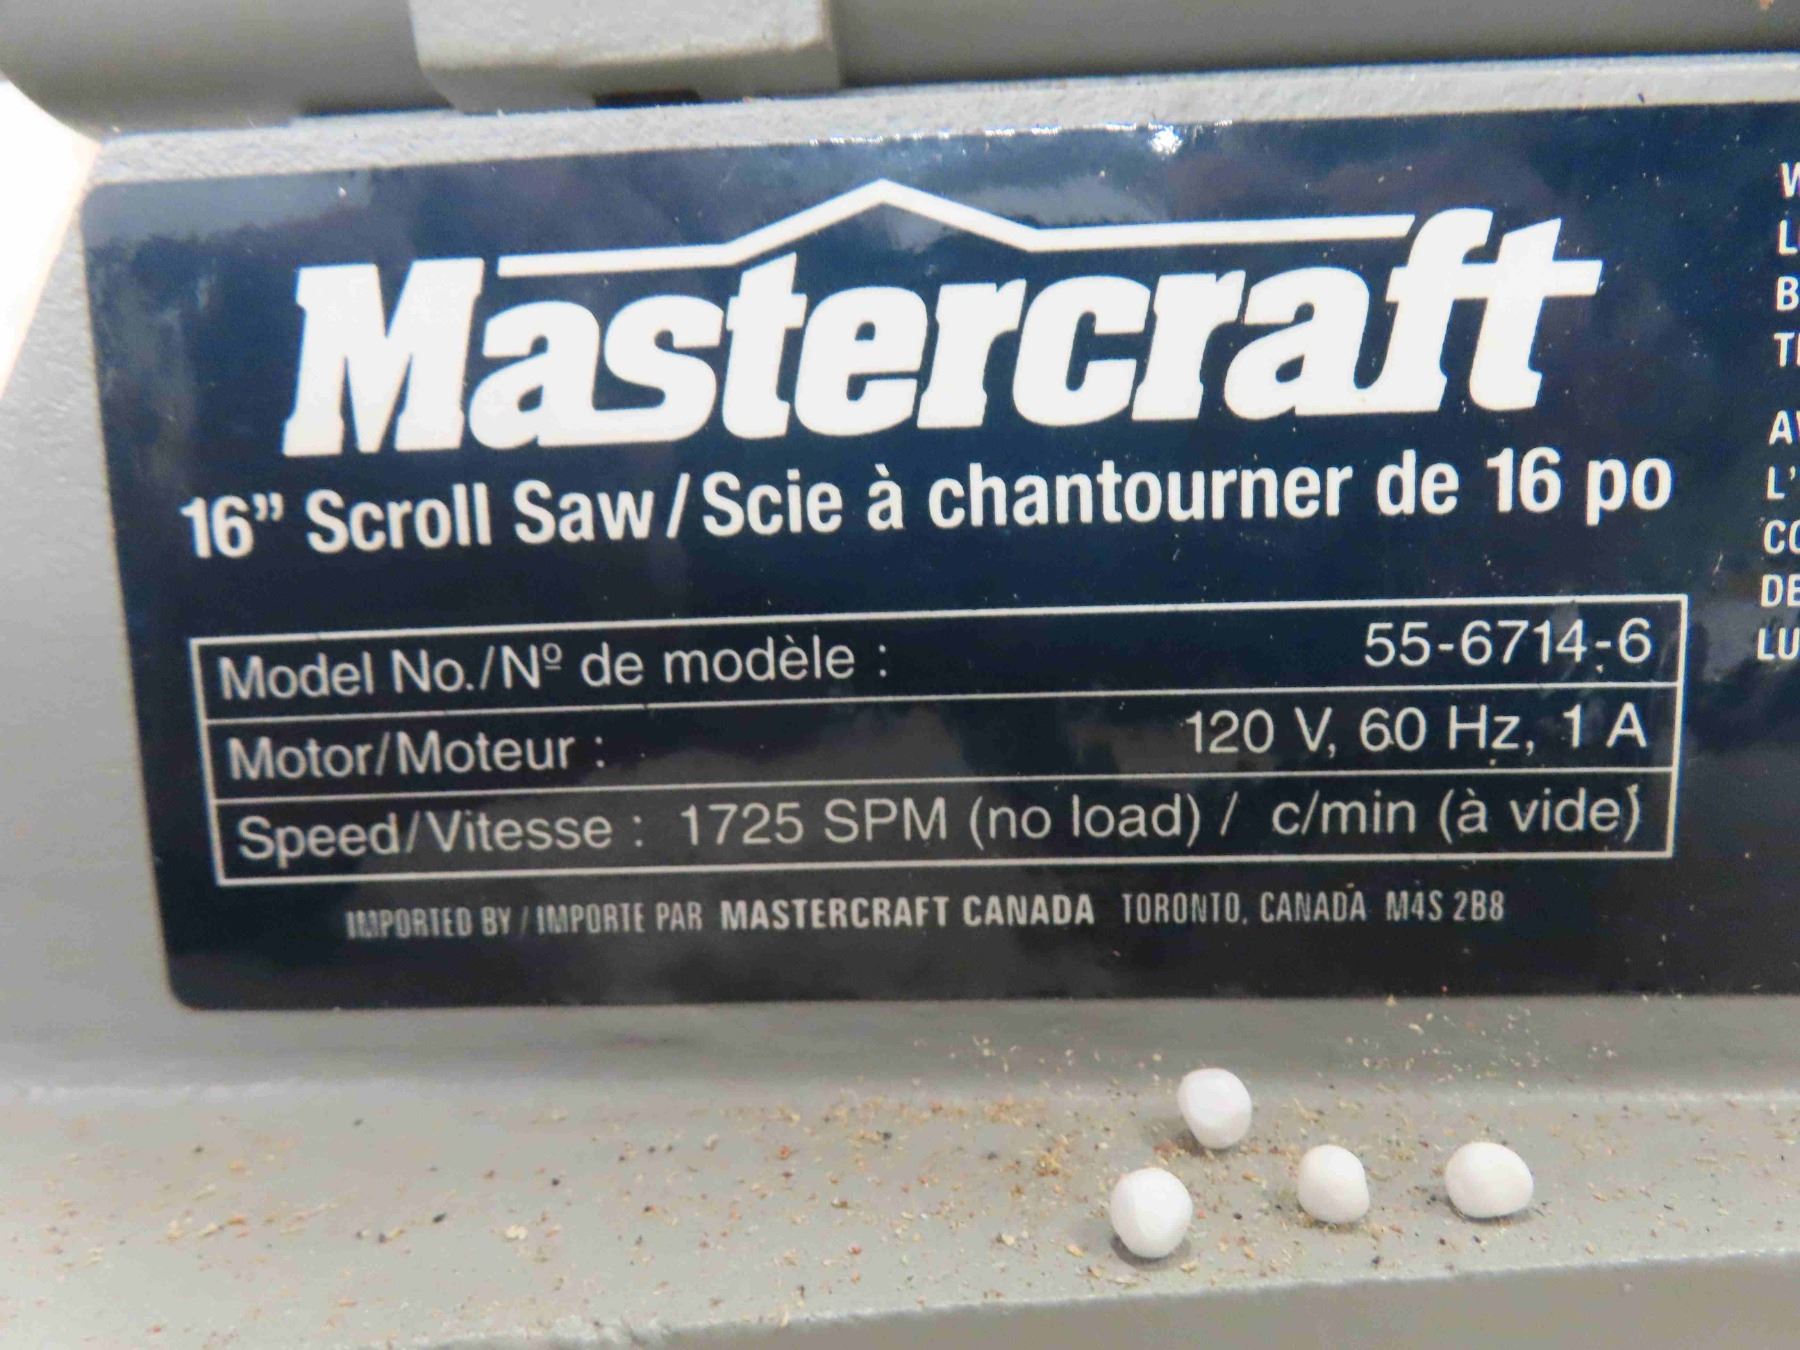 Mastercraft
16” Scroll Saw/Scie à chantourner de 16 po
Model No./Nº de modèle : 55-6714-6
Motor/Moteur : 120 V, 60 Hz, 1 A
Speed/Vitesse : 1725 SPM (no load) / c/min (à vide)
IMPORTED BY / IMPORTE PAR MASTERCRAFT CANADA TORONTO, CANADA M4S 2B8